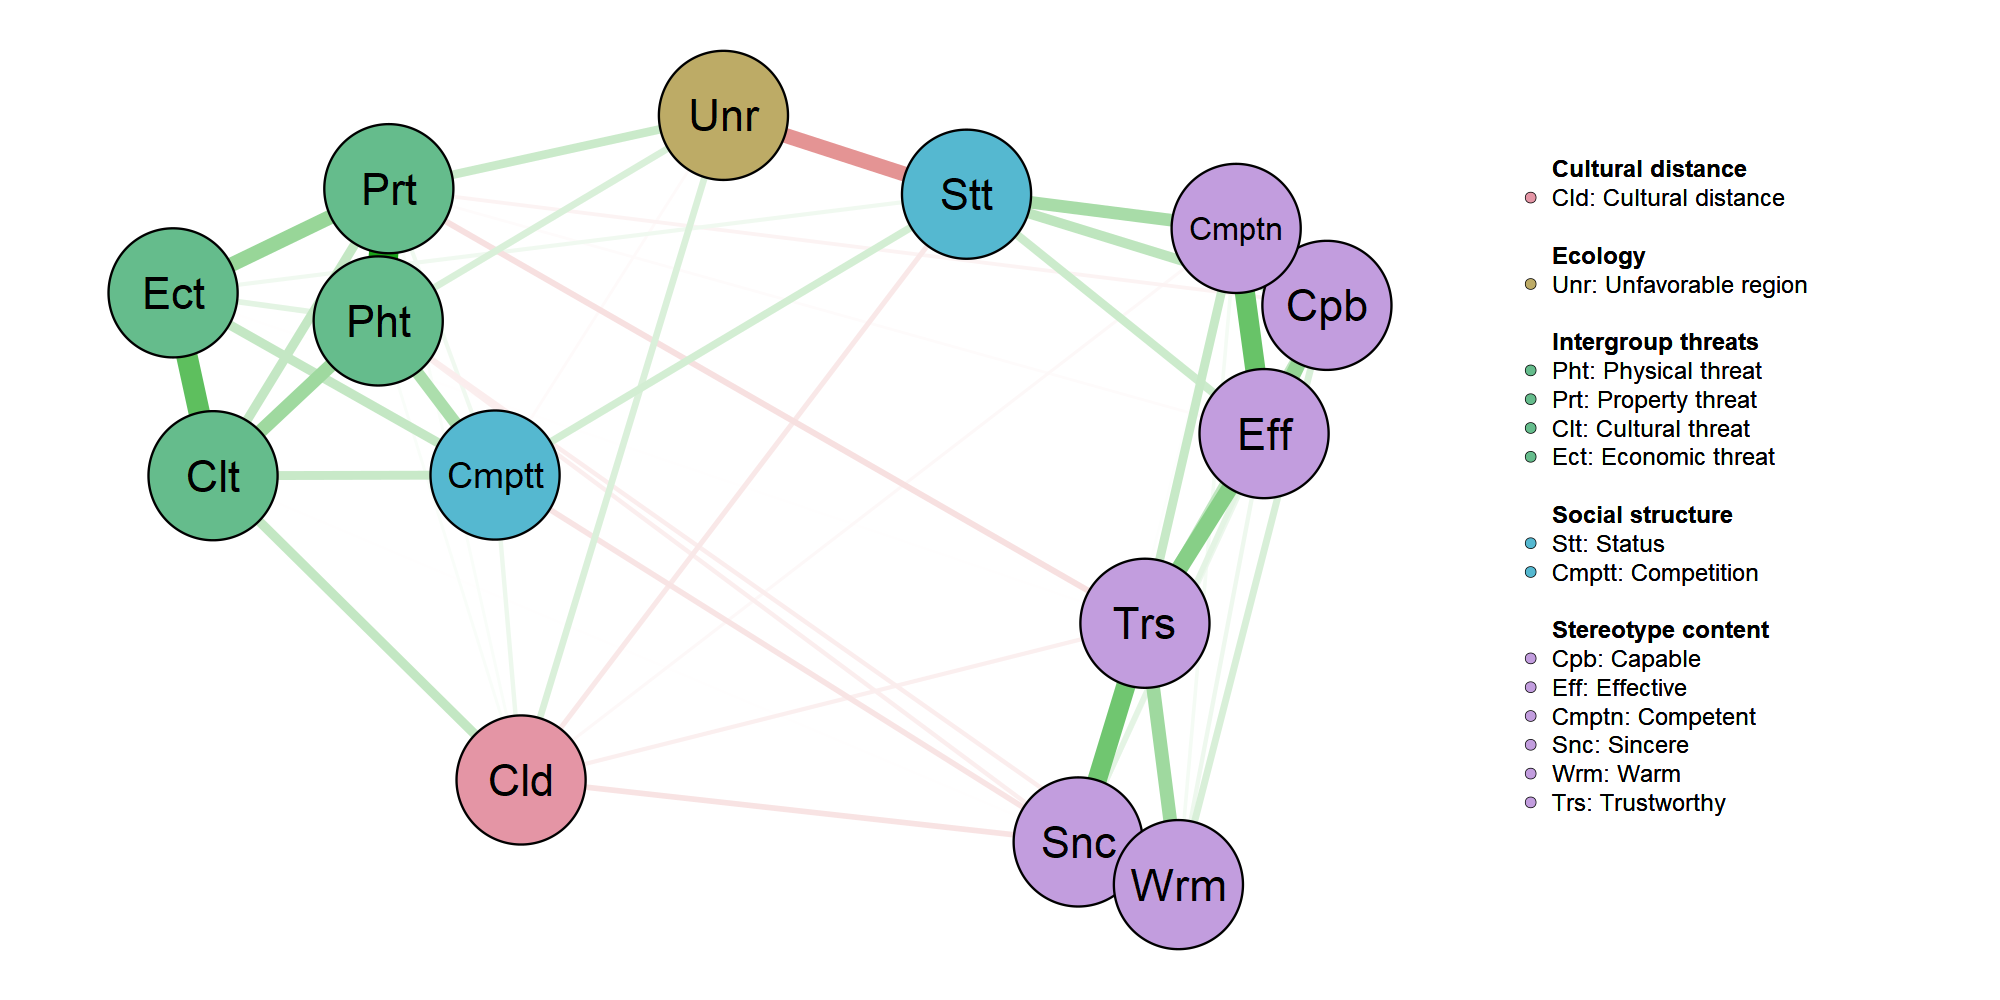 Unr
Prt
Stt
Cmptn
Ect
Pht
Cpb
Eff
Clt
Cmptt
Trs
Cld
Snc
Wrm
Cultural distance
Cld: Cultural distance
Ecology
Unr: Unfavorable region
Intergroup threats
Pht: Physical threat
Prt: Property threat
Clt: Cultural threat
Ect: Economic threat
Social structure
Stt: Status
Cmptt: Competition
Stereotype content
Cpb: Capable
Eff: Effective
Cmptn: Competent
Snc: Sincere
Wrm: Warm
Trs: Trustworthy